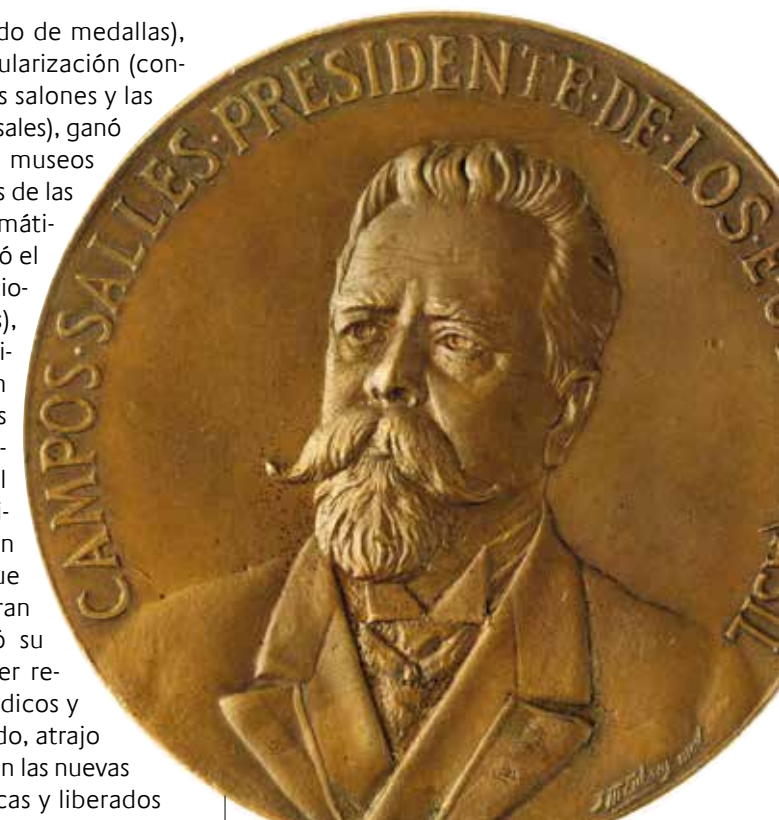 do de medallas),
ularización (con-
s salones y las
sales), ganó
museos
s de las
máti-
ó el
io-
s),
i-
n
s
-
l
i-
n
ue
ran
ó su
er re-
dicos y
do, atrajo
n las nuevas
cas y liberados
CAMPOS·SALLES·PRESIDENTE·DE·LOS·E
SIL